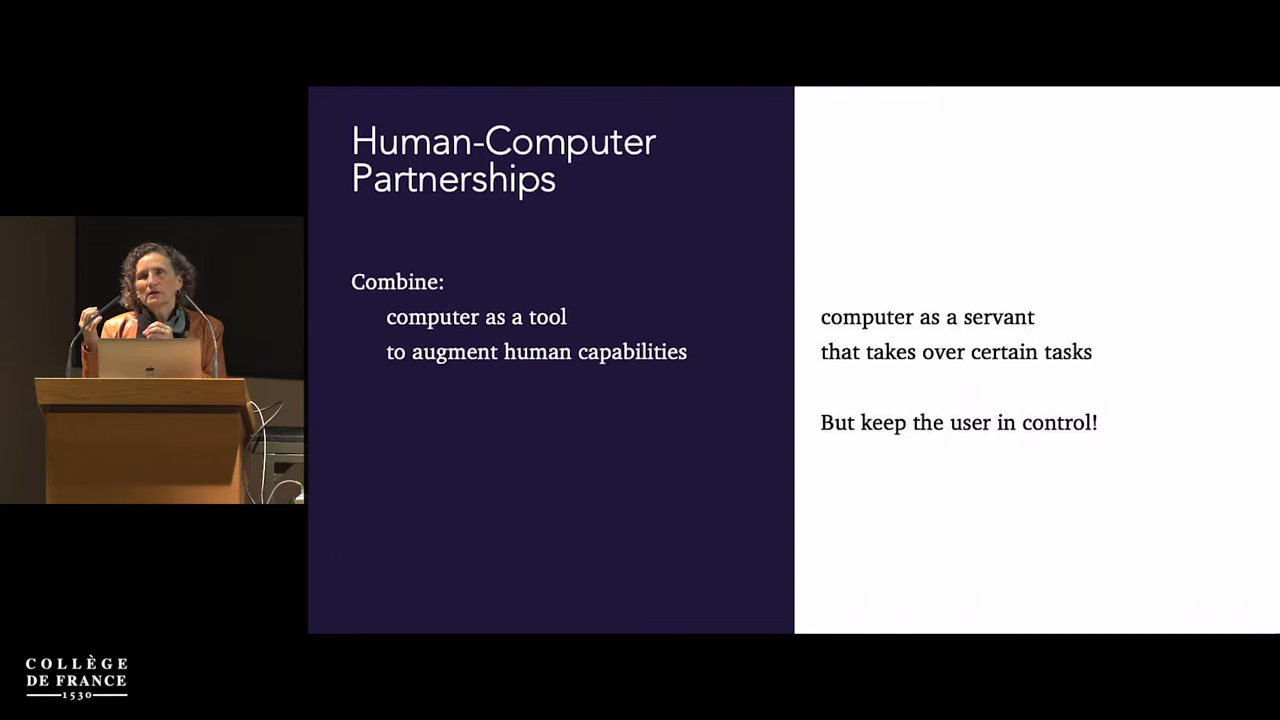 Human-Computer
Partnerships
Combine:
computer as a tool
to augment human capabilities
computer as a servant
that takes over certain tasks
But keep the user in control!
COLLÈGE
DE FRANCE
1530